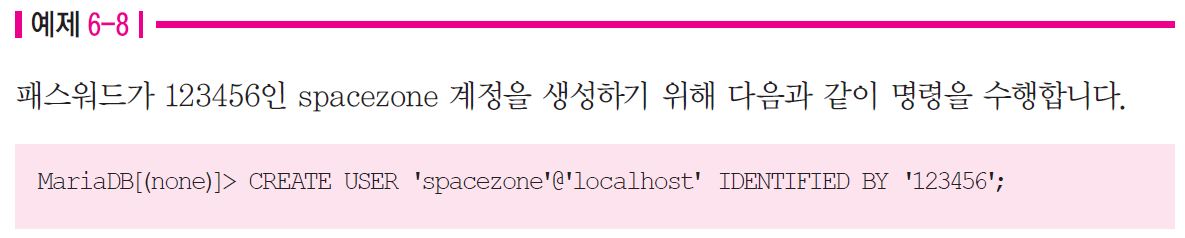 예제 6-8
패스워드가 123456인 spacezone 계정을 생성하기 위해 다음과 같이 명령을 수행합니다.
MariaDB[(none)]> CREATE USER 'spacezone'@'localhost' IDENTIFIED BY '123456';